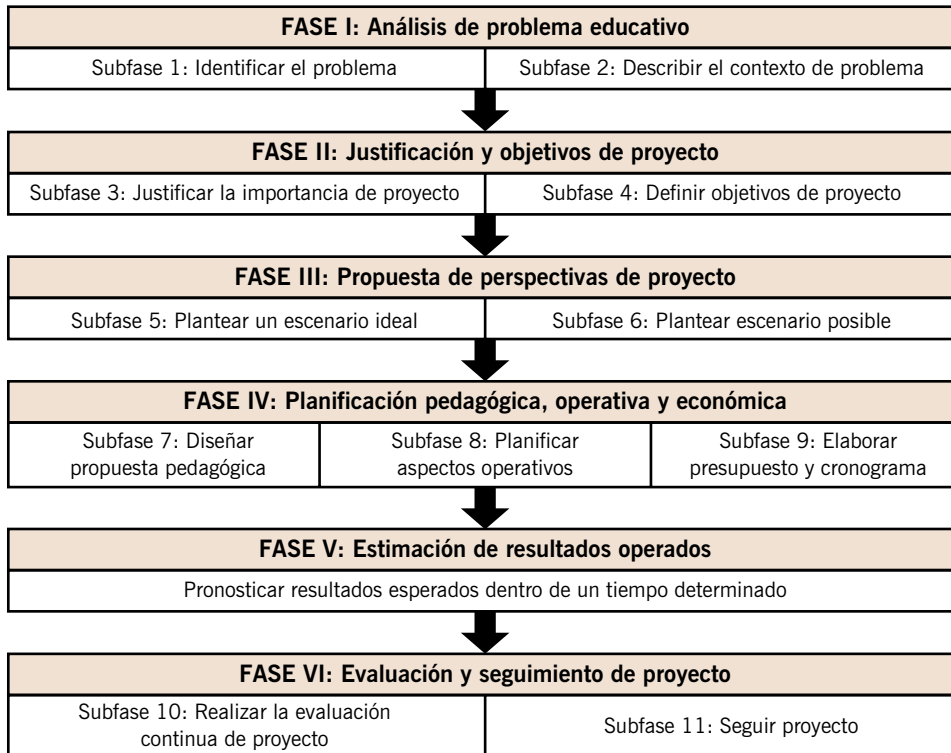 FASE I: Análisis de problema educativo
Subfase 1: Identificar el problema
Subfase 2: Describir el contexto de problema
FASE II: Justificación y objetivos de proyecto
Subfase 3: Justificar la importancia de proyecto
Subfase 4: Definir objetivos de proyecto
FASE III: Propuesta de perspectivas de proyecto
Subfase 5: Plantear un escenario ideal
Subfase 6: Plantear escenario posible
FASE IV: Planificación pedagógica, operativa y económica
Subfase 7: Diseñar
propuesta pedagógica
Subfase 8: Planificar
aspectos operativos
Subfase 9: Elaborar
presupuesto y cronograma
FASE V: Estimación de resultados operados
Pronosticar resultados esperados dentro de un tiempo determinado
FASE VI: Evaluación y seguimiento de proyecto
Subfase 10: Realizar la evaluación
continua de proyecto
Subfase 11: Seguir proyecto